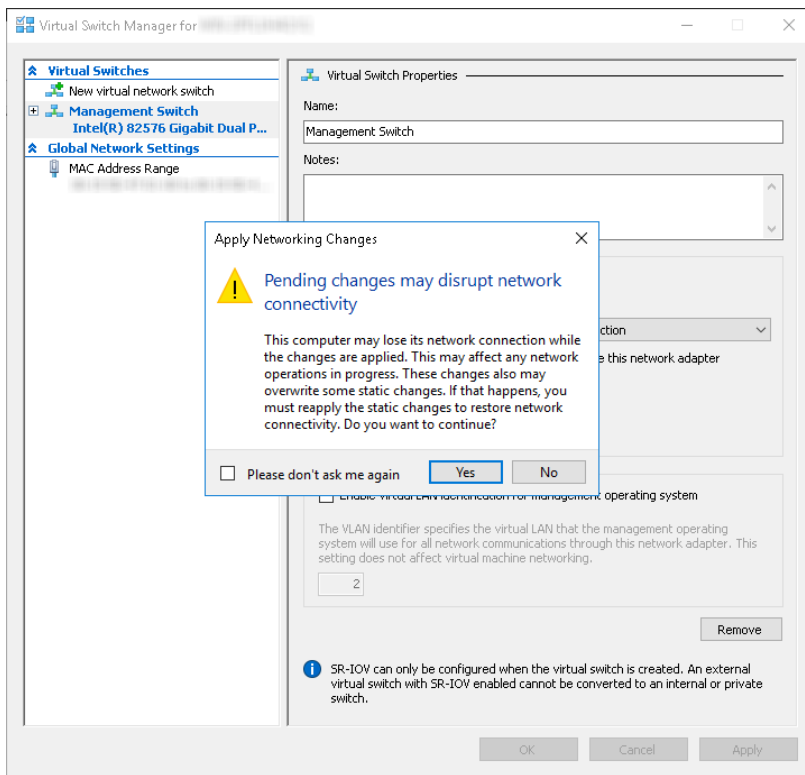 Virtual Switch Manager for
Virtual Switches
New virtual network switch
Management Switch
Intel(R) 82576 Gigabit Dual P...
Global Network Settings
MAC Address Range
Virtual Switch Properties
Name:
Management Switch
Notes:
Apply Networking Changes
Pending changes may disrupt network
connectivity
This computer may lose its network connection while
the changes are applied. This may affect any network
operations in progress. These changes also may
overwrite some static changes. If that happens, you
must reapply the static changes to restore network
connectivity. Do you want to continue?
Please don't ask me again
Yes
No
ction
e this network adapter
Enable virtual LAN identification for management operating system
The VLAN identifier specifies the virtual LAN that the management operating
system will use for all network communications through this network adapter. This
setting does not affect virtual machine networking.
2
Remove
SR-IOV can only be configured when the virtual switch is created. An external
virtual switch with SR-IOV enabled cannot be converted to an internal or private
switch.
OK
Cancel
Apply